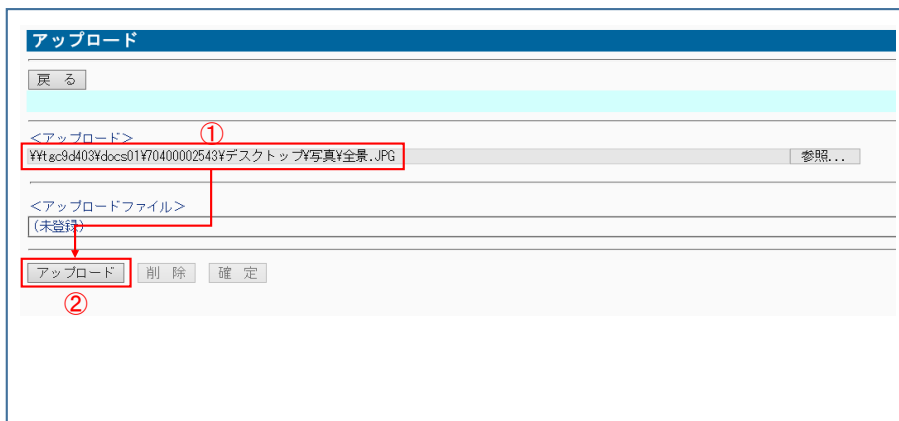 アップロード
戻 る
①
＜アップロード＞
¥¥tgc9d403¥docs01¥70400002543¥デスクトップ¥写真¥全景.JPG 参照...
＜アップロードファイル＞
(未登録)
アップロード 削 除 確 定
②